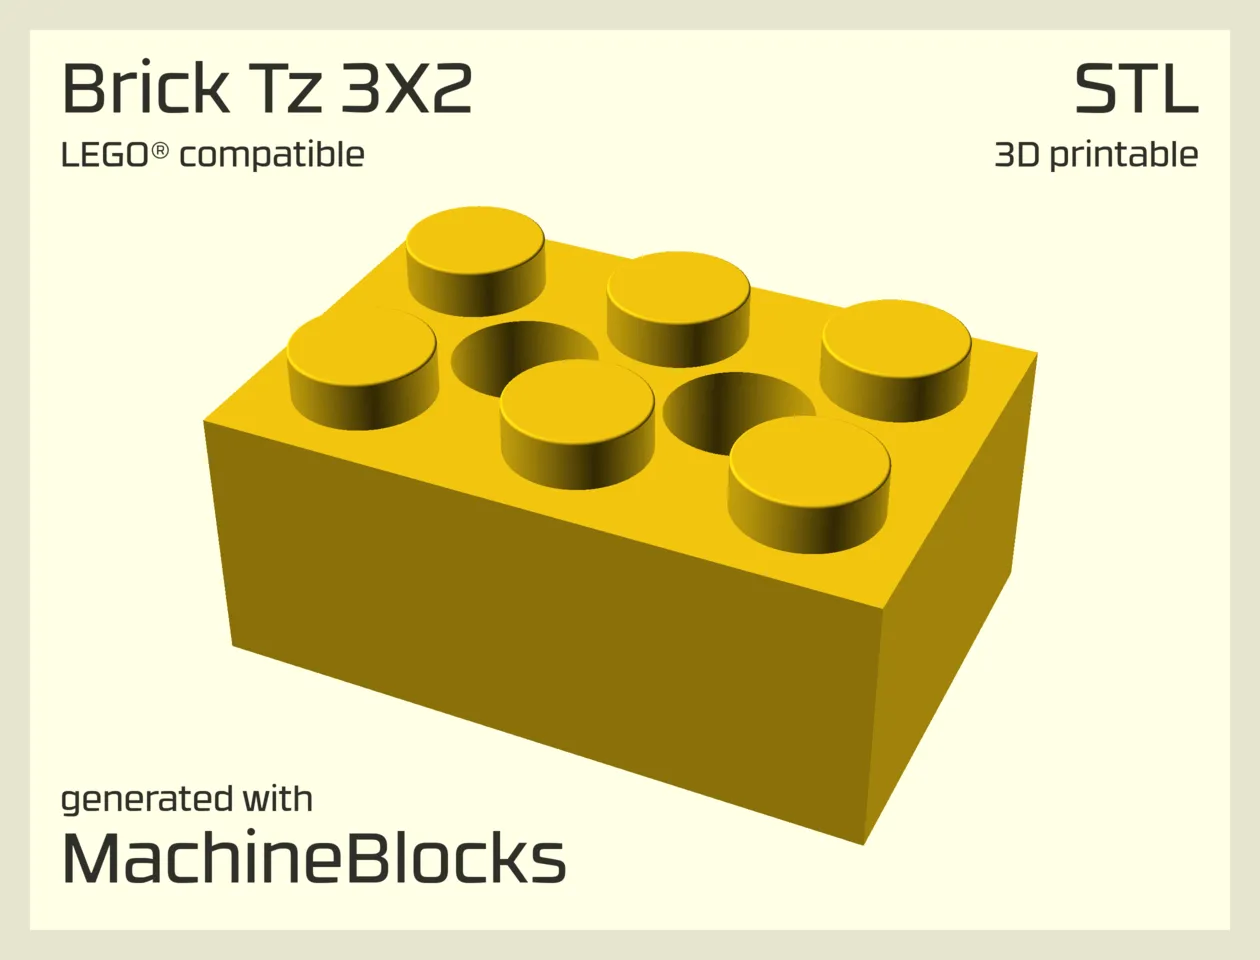 Brick Tz 3X2
LEGO® compatible
STL
3D printable
generated with
MachineBlocks